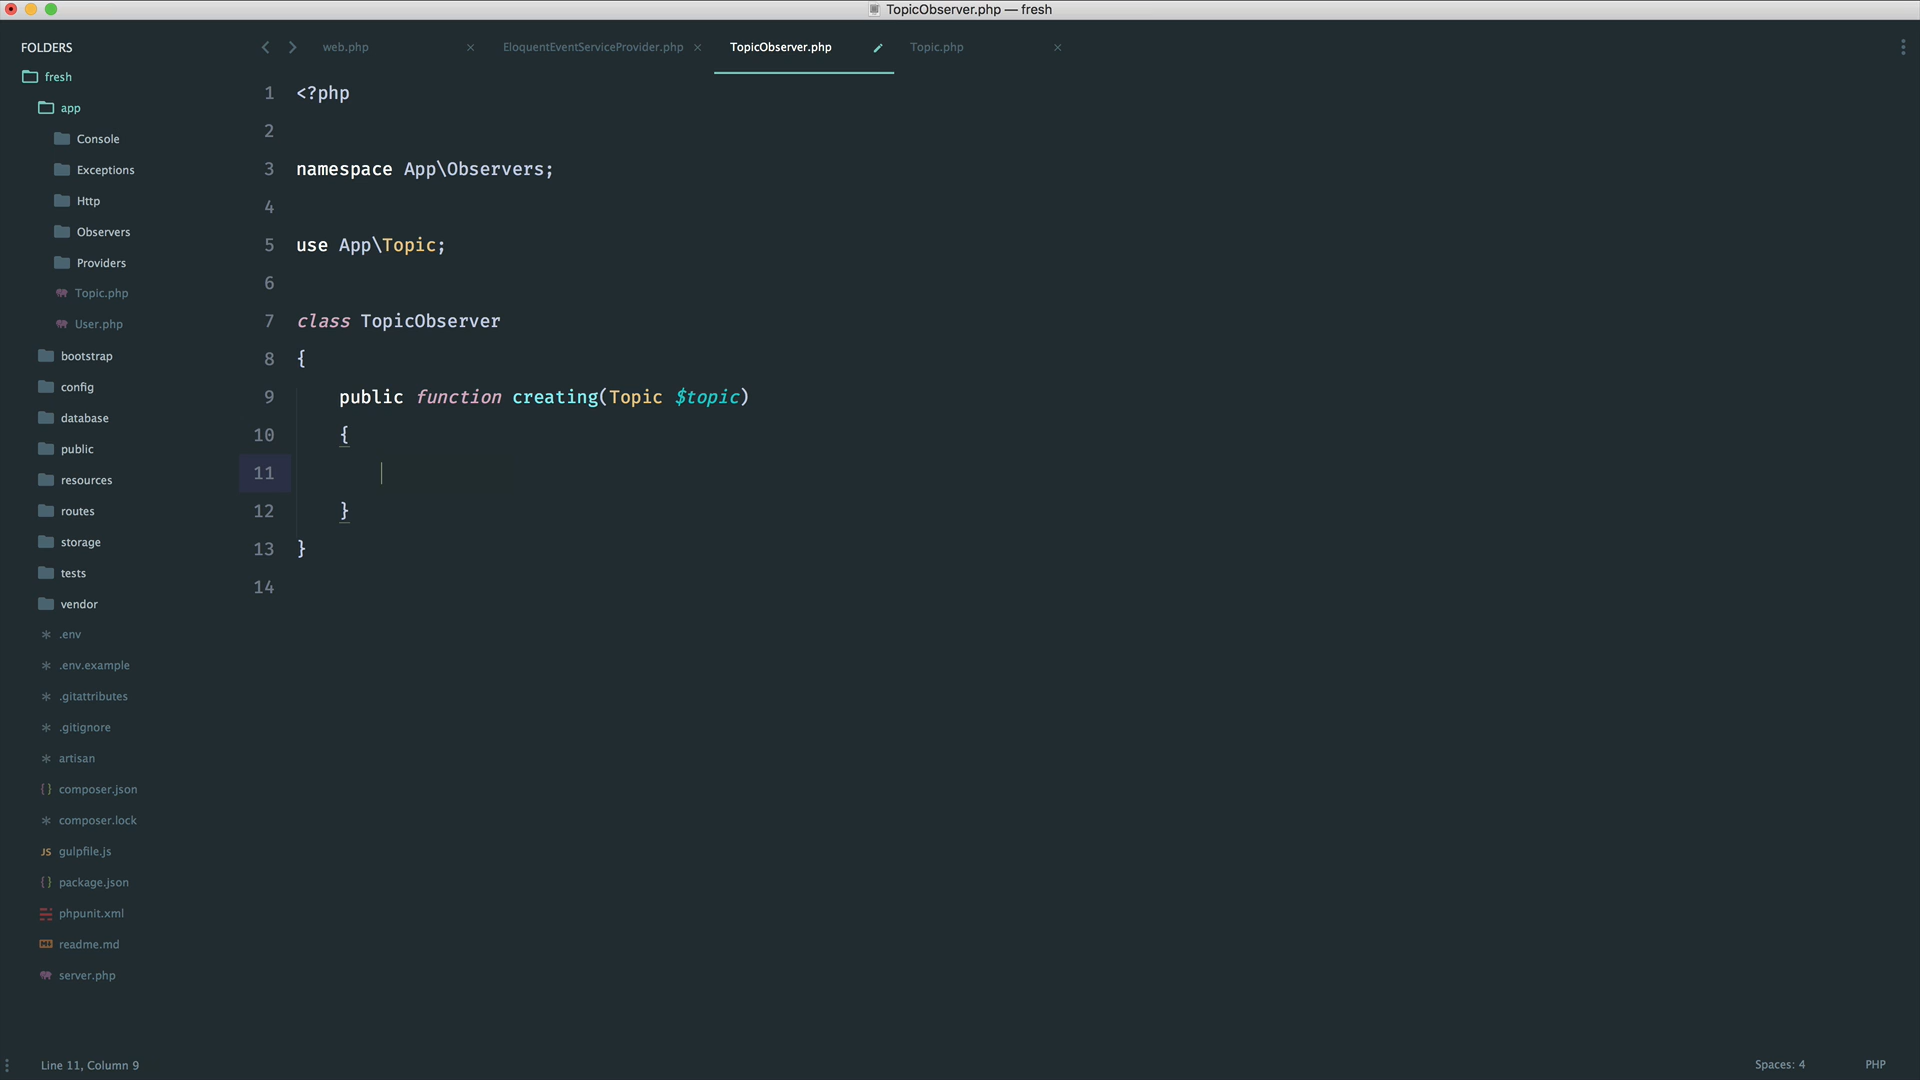 TopicObserver.php — fresh
FOLDERS
fresh
app
Console
Exceptions
Http
Observers
Providers
Topic.php
User.php
bootstrap
config
database
public
resources
routes
storage
tests
vendor
.env
.env.example
.gitattributes
.gitignore
artisan
composer.json
composer.lock
JS gulpfile.js
package.json
phpunit.xml
readme.md
server.php
web.php
EloquentEventServiceProvider.php
TopicObserver.php
Topic.php
1 <?php
2
3 namespace App\Observers;
4
5 use App\Topic;
6
7 class TopicObserver
8 {
9 public function creating(Topic $topic)
10 {
11
12 }
13 }
14
Line 11, Column 9
Spaces: 4
PHP